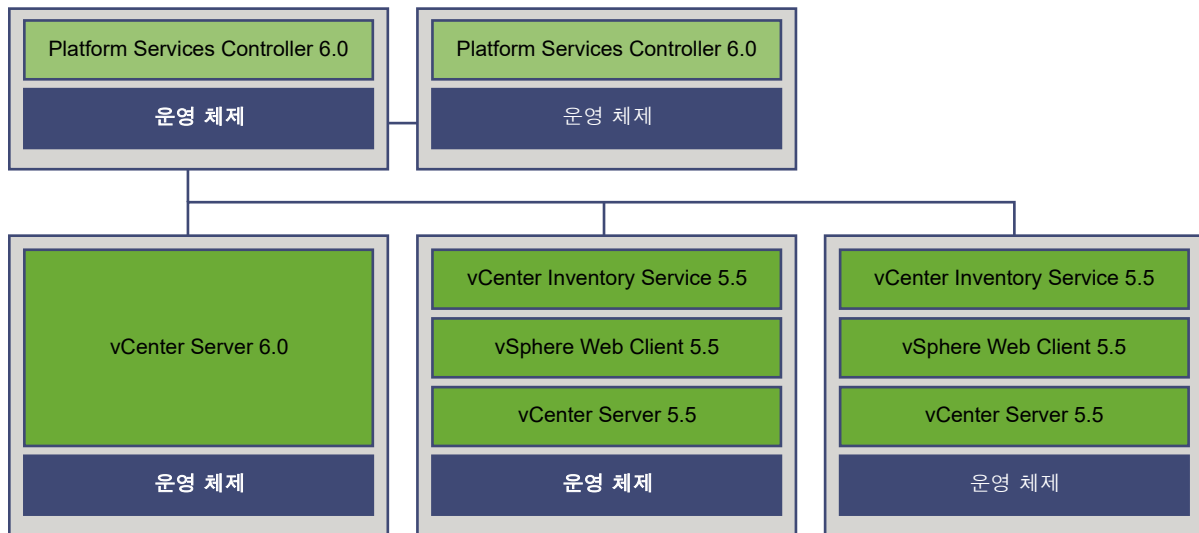 Platform Services Controller 6.0
운영 체제
Platform Services Controller 6.0
운영 체제
vCenter Server 6.0
운영 체제
vCenter Inventory Service 5.5
vSphere Web Client 5.5
vCenter Server 5.5
운영 체제
vCenter Inventory Service 5.5
vSphere Web Client 5.5
vCenter Server 5.5
운영 체제